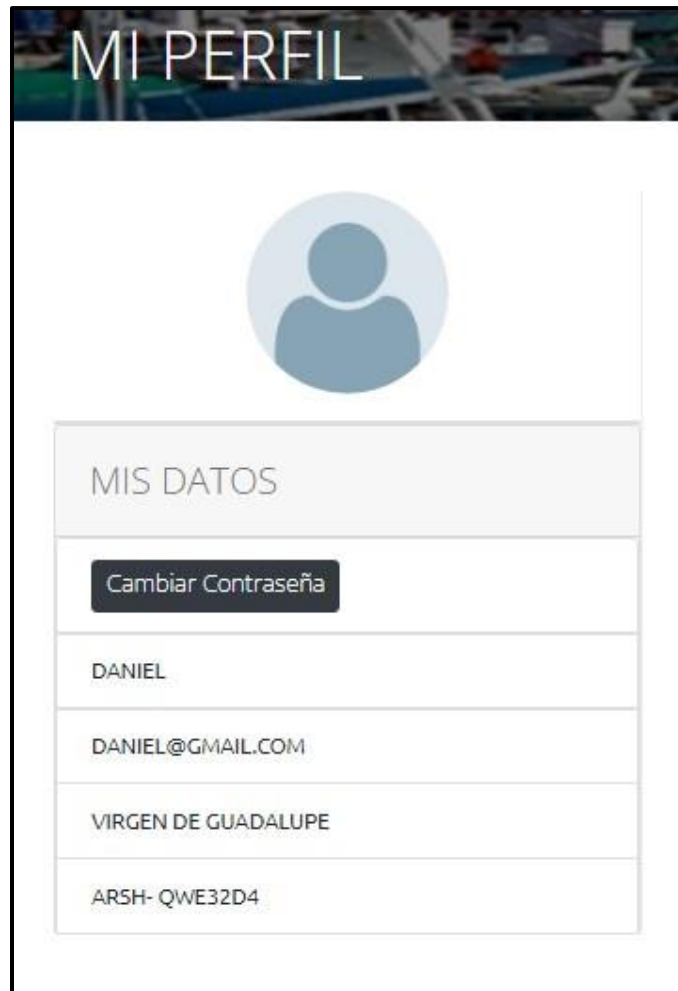 MI PERFIL
MIS DATOS
Cambiar Contraseña
DANIEL
DANIEL@GMAIL.COM
VIRGEN DE GUADALUPE
ARSH- QWE32D4